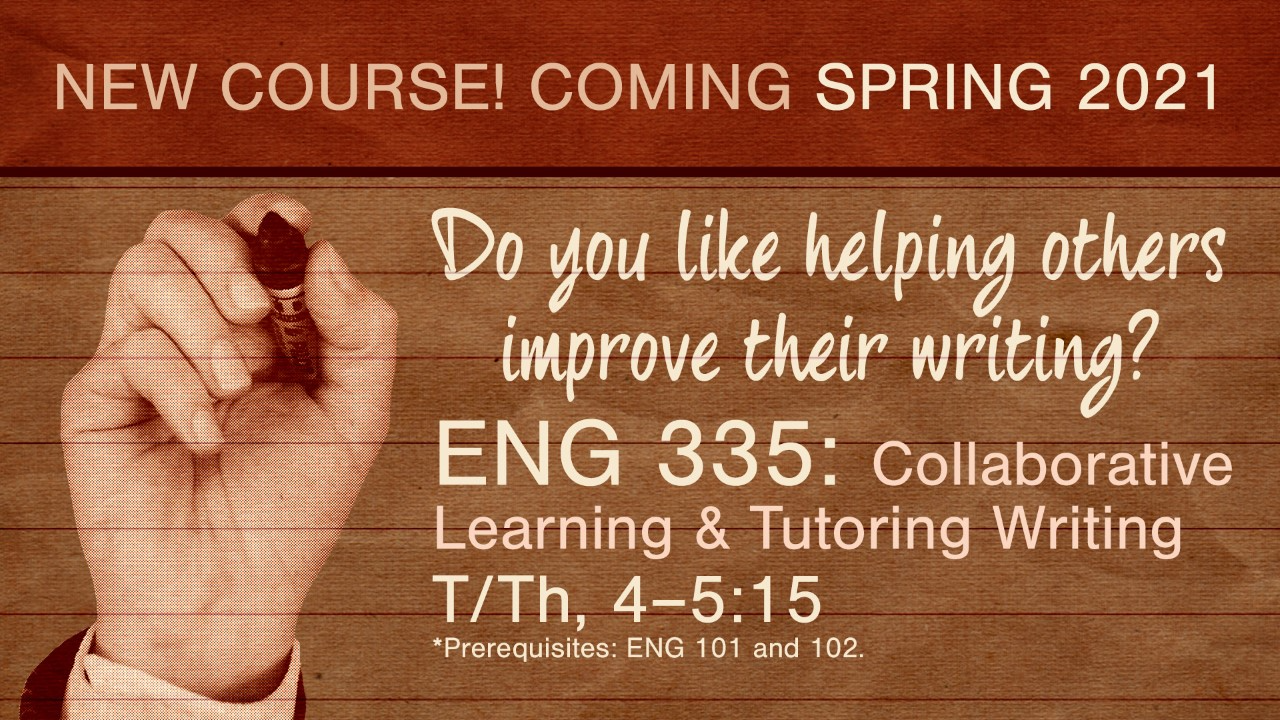 NEW COURSE! COMING SPRING 2021
Do you like helping others
improve their writing?
ENG 335: Collaborative
Learning & Tutoring Writing
T/Th, 4–5:15
*Prerequisites: ENG 101 and 102.